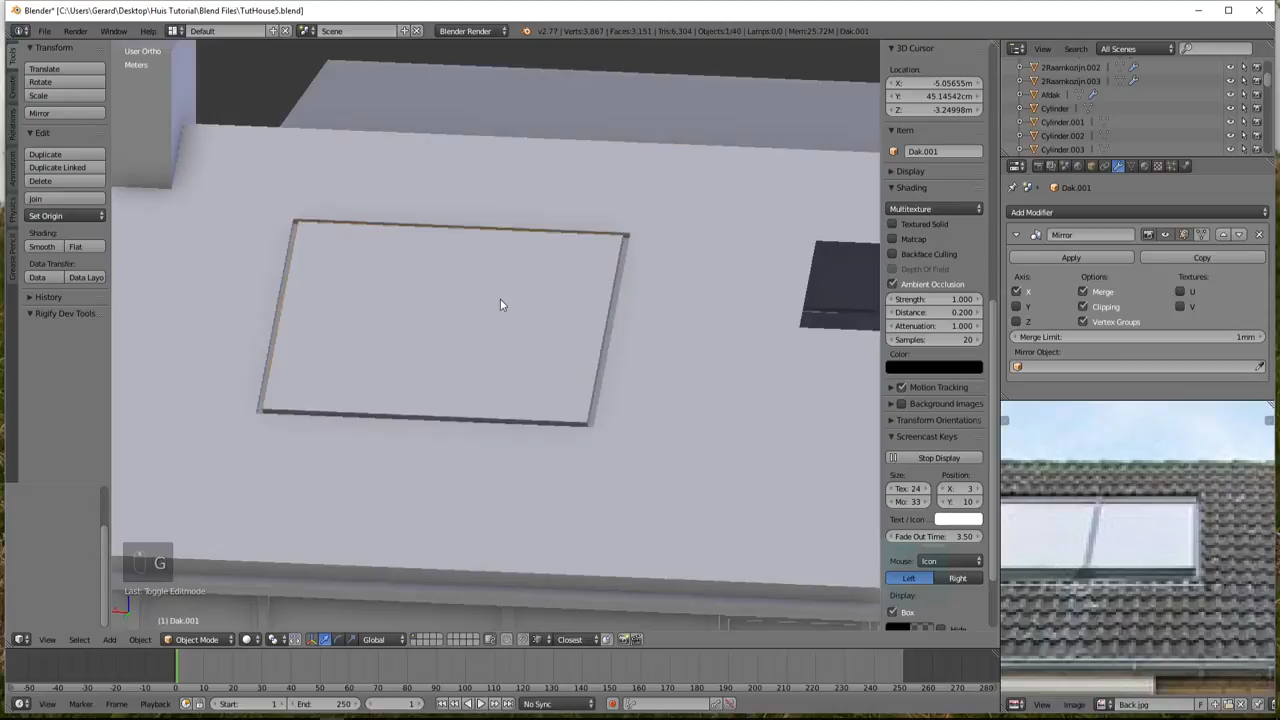 Blender* [C:\Users\Gerard\Desktop\Huis Tutorial\Blend Files\TutHouse5.blend]
File Render Window Help Default Scene Blender Render v2.77 | Verts:3,867 | Faces:3,151 | Tris:6,304 | Objects:1/40 | Lamps:0/0 | Mem:25.72M | Dak.001
Transform
Translate
Rotate
Scale
Mirror
Edit
Duplicate
Duplicate Linked
Delete
Join
Set Origin
Shading:
Smooth Flat
Data Transfer:
Data Data Layo
History
Rigify Dev Tools...
Tools
Create
Relations
Animation
Physics
Grease Pencil
User Ortho
Meters
G
Last: Toggle Editmode
(1) Dak.001
View Select Add Object Object Mode Global Closest
3D Cursor
Location:
X: -5.05655m
Y: 45.14542cm
Z: -3.24998m
Item
Dak.001
Display
Shading
Multitexture
Textured Solid
Matcap
Backface Culling
Depth Of Field
Ambient Occlusion
Strength: 1.000
Distance: 0.200
Attenuation: 1.000
Samples: 20
Color:
Motion Tracking
Background Images
Transform Orientations
Screencast Keys
Stop Display
Size: Position:
Tex: 24 X: 3
Mo: 33 Y: 10
Text / Icon
Fade Out Time: 3.50
Mouse: Icon
Left Right
Display:
Box
View Search All Scenes
2Raamkozijn.002
2Raamkozijn.003
Afdak
Cylinder
Cylinder.001
Cylinder.002
Cylinder.003
Dak.001
Add Modifier
Mirror
Apply Copy
Axis: Options: Textures:
X Merge U
Y Clipping V
Z Vertex Groups
Merge Limit: 1mm
Mirror Object:
-50 -40 -30 -20 -10 0 10 20 30 40 50 60 70 80 90 100 110 120 130 140 150 160 170 180 190 200 210 220 230 240 250 260 270 280
View Marker Frame Playback Start: 1 End: 250 1 No Sync
View Image Back.jpg F